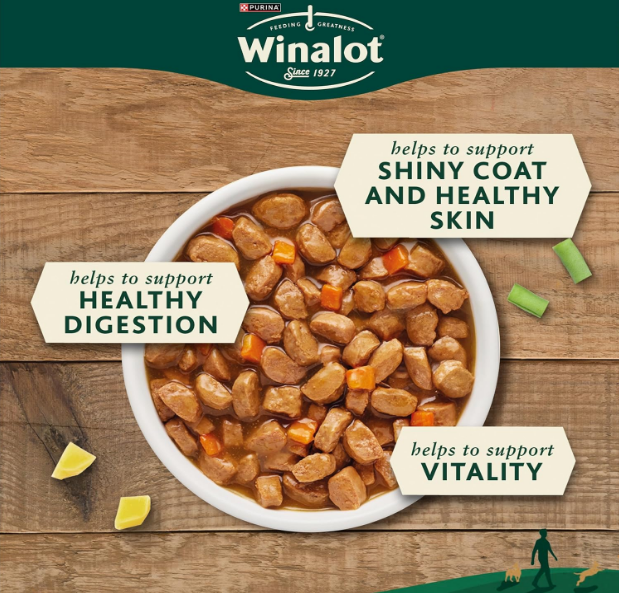 PURINA
FEEDING GREATNESS
Winalot®
Since 1927
helps to support
SHINY COAT
AND HEALTHY
SKIN
helps to support
HEALTHY
DIGESTION
helps to support
VITALITY